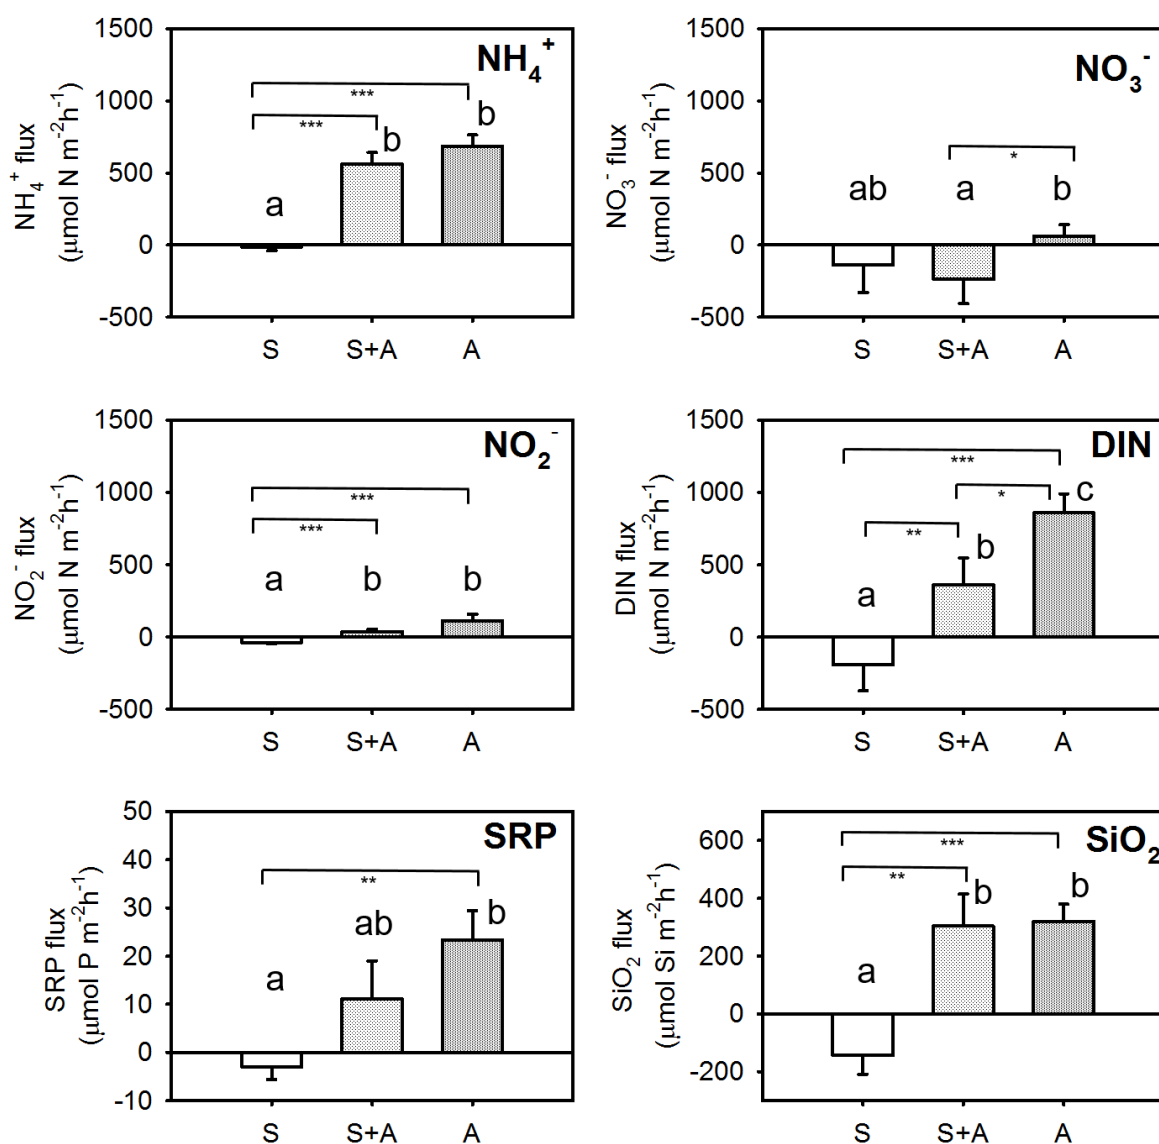 1500
1000
500
0
-500
NH₄⁺ flux
(μmol N m⁻²h⁻¹)
NH₄⁺
***
***
a
b
b
S S+A A
1500
1000
500
0
-500
NO₃⁻ flux
(μmol N m⁻²h⁻¹)
NO₃⁻
*
ab
a
b
S S+A A
1500
1000
500
0
-500
NO₂⁻ flux
(μmol N m⁻²h⁻¹)
NO₂⁻
***
***
a
b
b
S S+A A
1500
1000
500
0
-500
DIN flux
(μmol N m⁻²h⁻¹)
DIN
***
*
**
a
b
c
S S+A A
50
40
30
20
10
0
-10
SRP flux
(μmol P m⁻²h⁻¹)
SRP
**
a
ab
b
S S+A A
600
400
200
0
-200
SiO₂ flux
(μmol Si m⁻²h⁻¹)
SiO₂
***
**
a
b
b
S S+A A